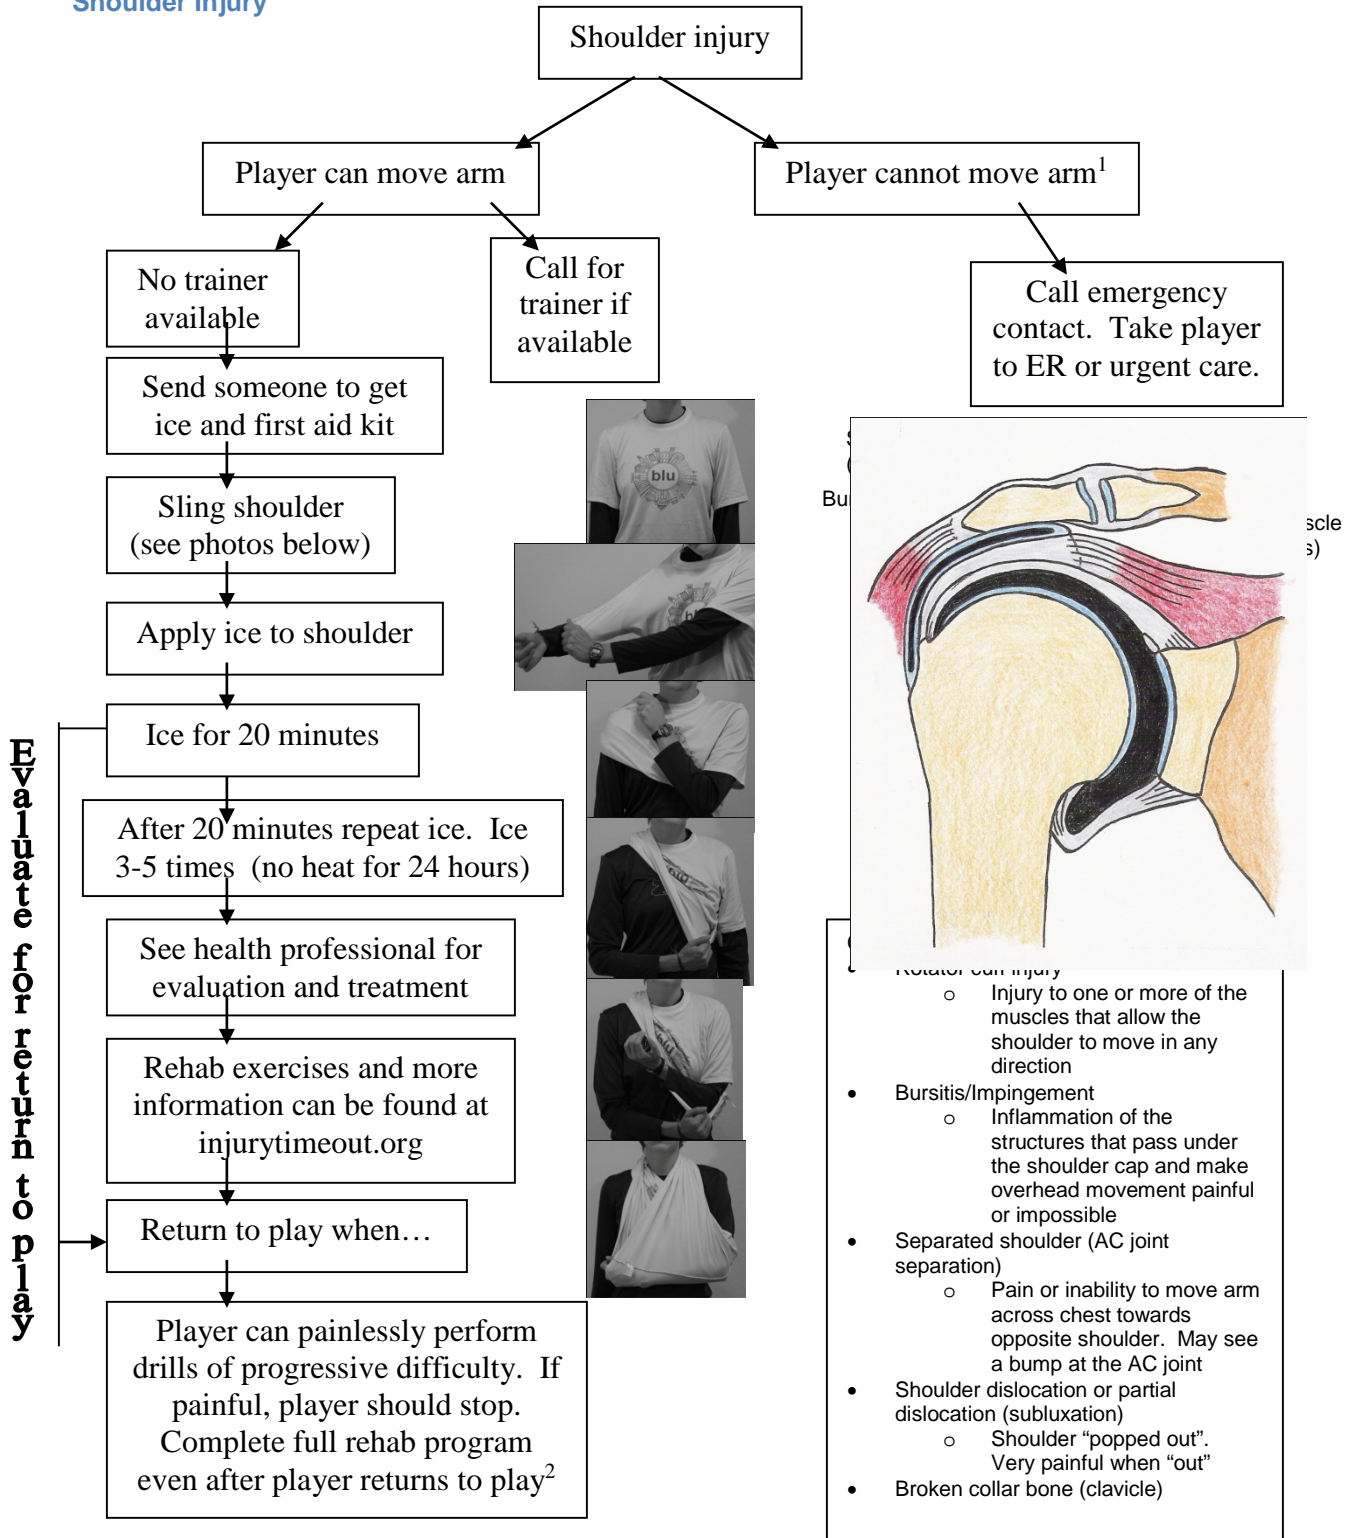 Shoulder Injury
Shoulder injury
Player can move arm
Player cannot move arm1
No trainer
available
Call for
trainer if
available
Call emergency
contact.  Take player
to ER or urgent care.
Send someone to get
ice and first aid kit
Sling shoulder
(see photos below)
Apply ice to shoulder
Ice for 20 minutes
After 20 minutes repeat ice.  Ice
3-5 times  (no heat for 24 hours)
See health professional for
evaluation and treatment
Rehab exercises and more
information can be found at
injurytimeout.org
Return to play when…
Player can painlessly perform
drills of progressive difficulty.  If
painful, player should stop.
Complete full rehab program
even after player returns to play2
Evaluate for return to play
blu
Bu
scle
s)
• Rotator cuff injury
o Injury to one or more of the
muscles that allow the
shoulder to move in any
direction
• Bursitis/Impingement
o Inflammation of the
structures that pass under
the shoulder cap and make
overhead movement painful
or impossible
• Separated shoulder (AC joint
separation)
o Pain or inability to move arm
across chest towards
opposite shoulder.  May see
a bump at the AC joint
• Shoulder dislocation or partial
dislocation (subluxation)
o Shoulder “popped out”.
Very painful when “out”
• Broken collar bone (clavicle)